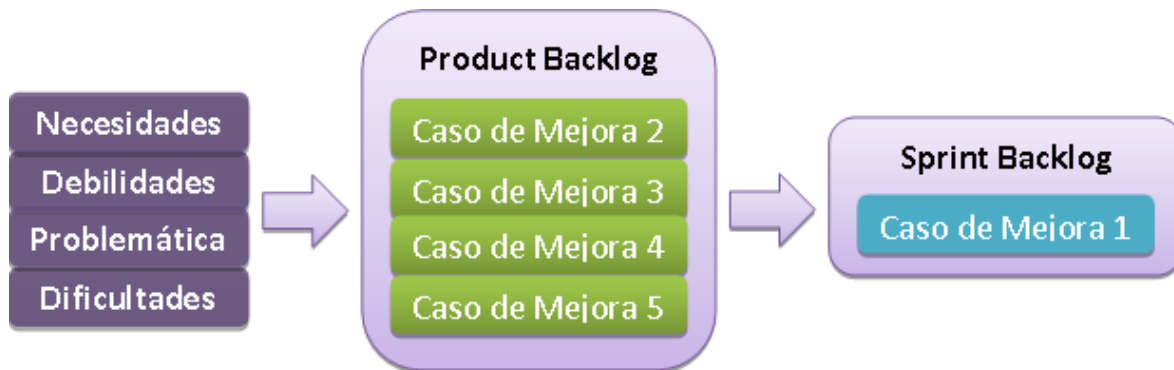 Necesidades
Debilidades
Problemática
Dificultades
Product Backlog
Caso de Mejora 2
Caso de Mejora 3
Caso de Mejora 4
Caso de Mejora 5
Sprint Backlog
Caso de Mejora 1